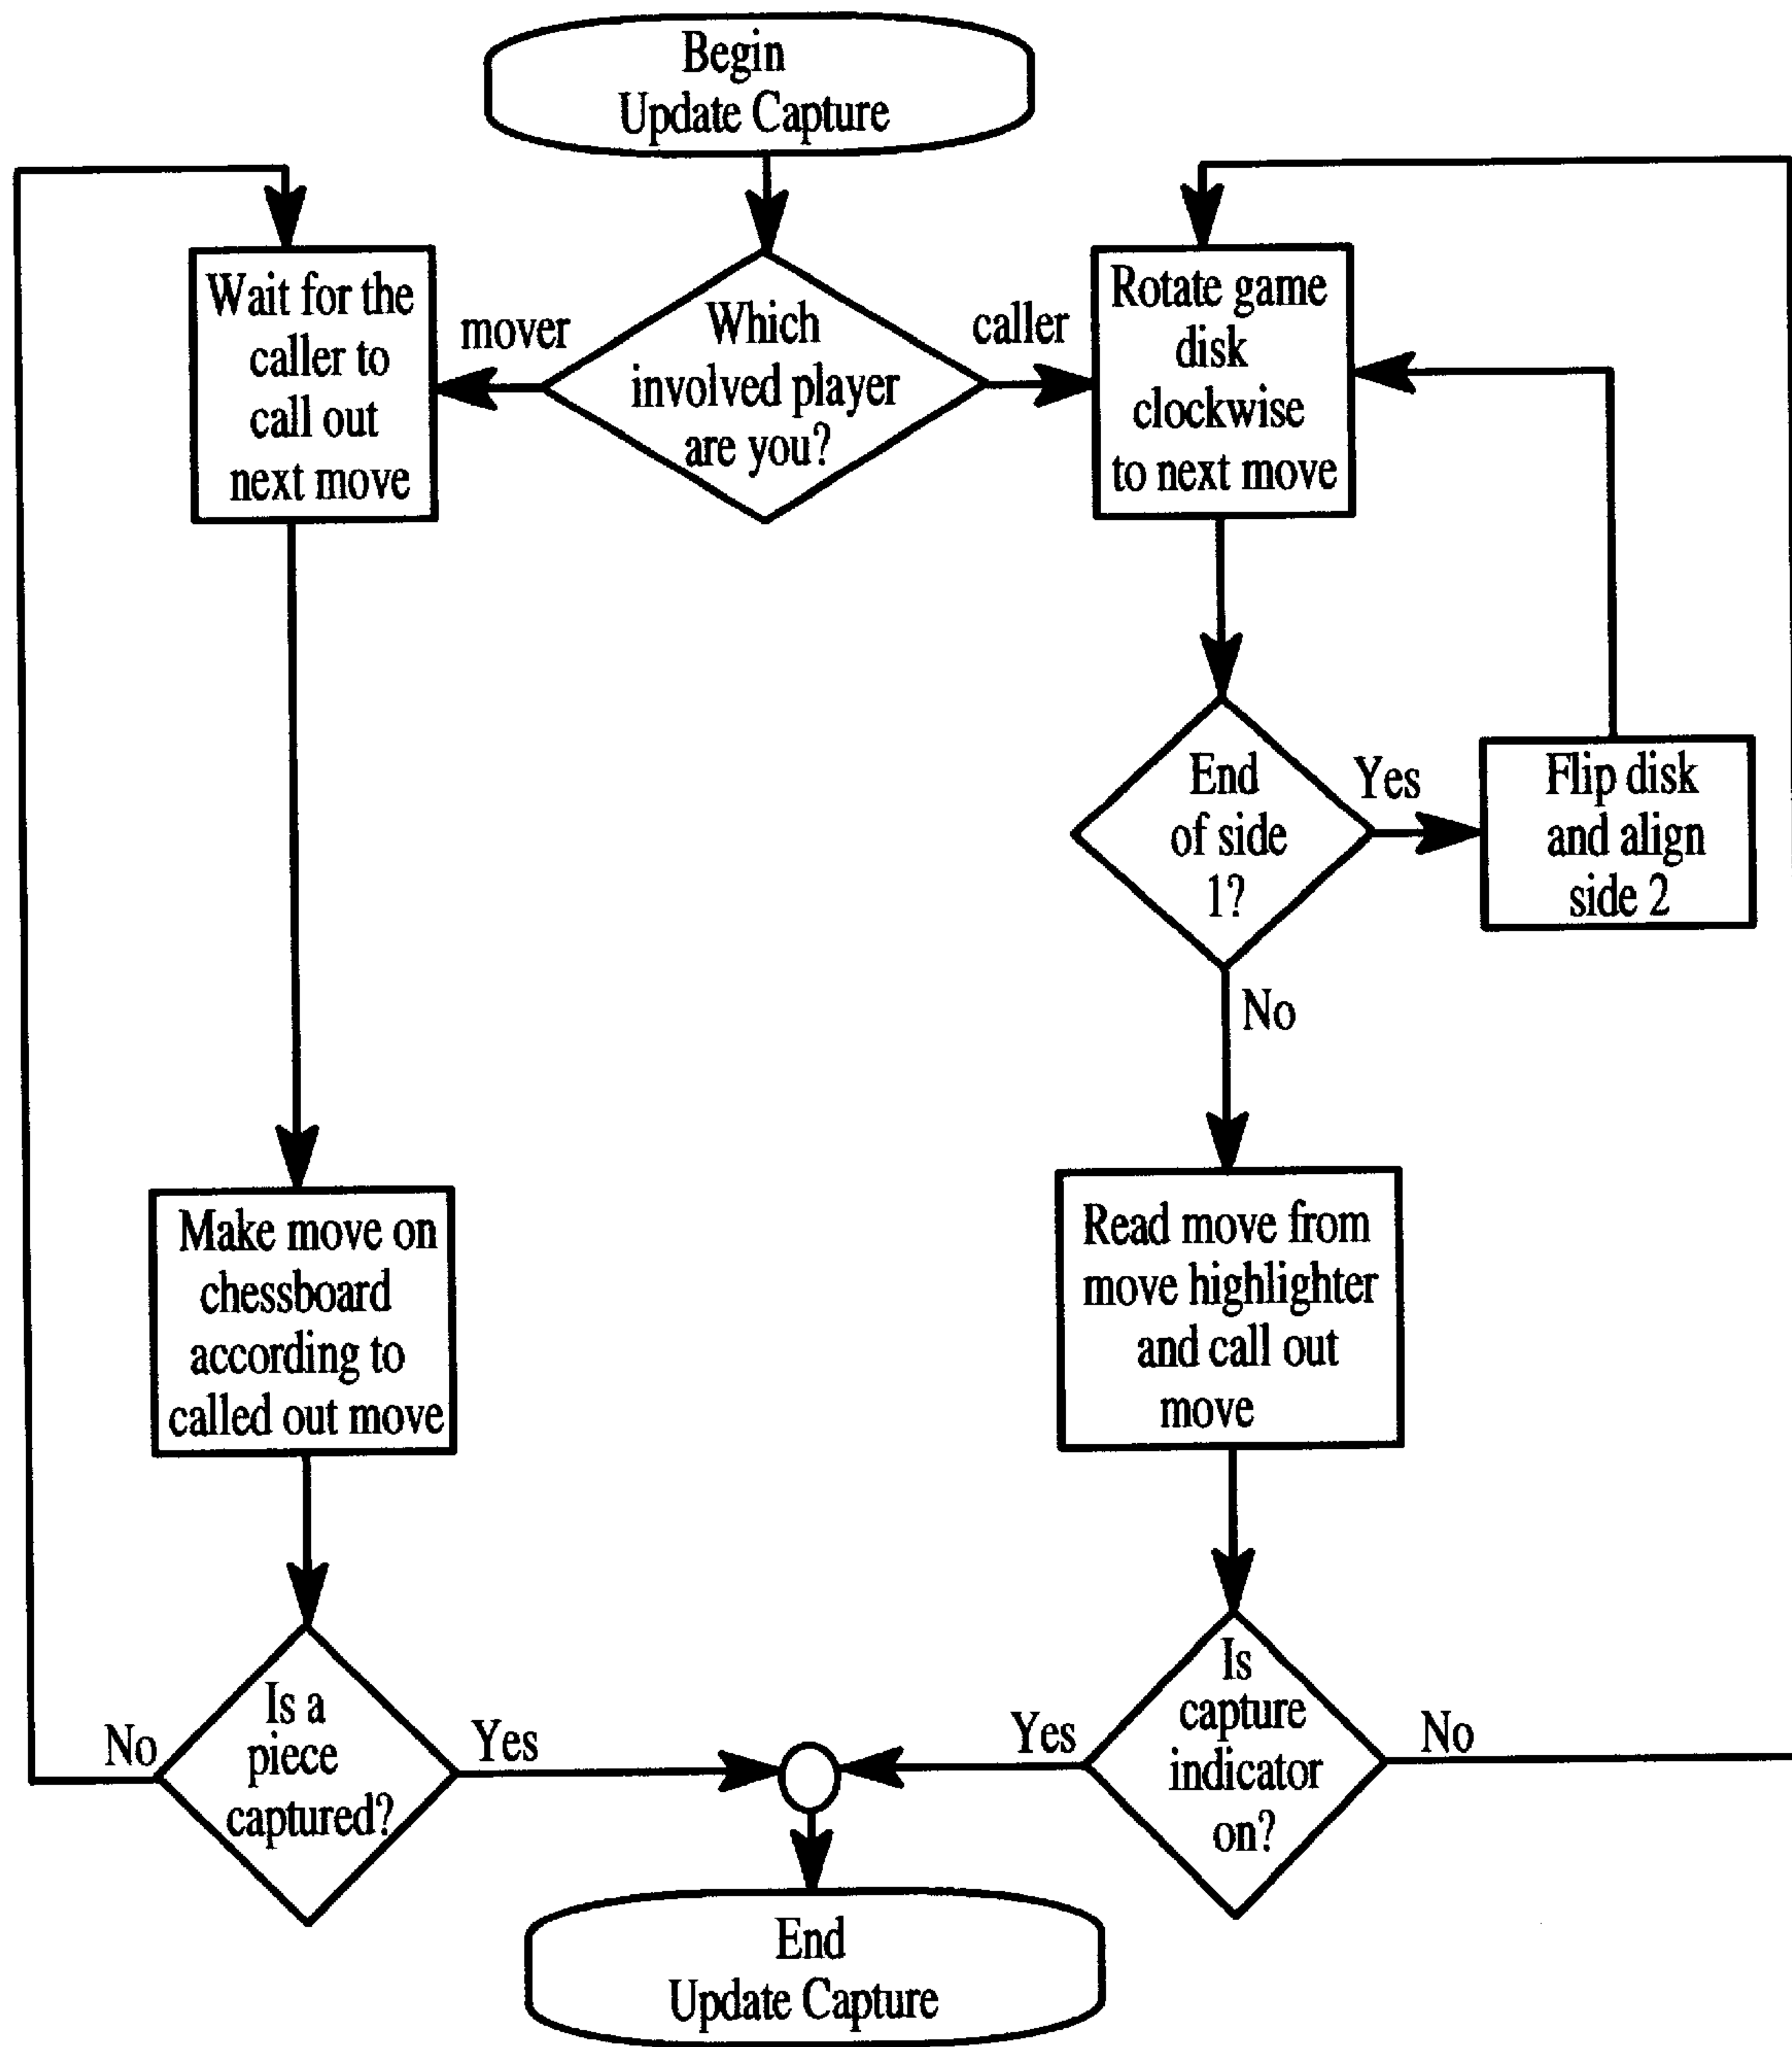 Begin
Update Capture
Wait for the
caller to
call out
next move
mover
Which
involved player
are you?
caller
Rotate game
disk
clockwise
to next move
End
of side
1?
Yes
Flip disk
and align
side 2
No
Make move on
chessboard
according to
called out move
Read move from
move highlighter
and call out
move
No
Is a
piece
captured?
Yes
Yes
Is
capture
indicator
on?
No
End
Update Capture